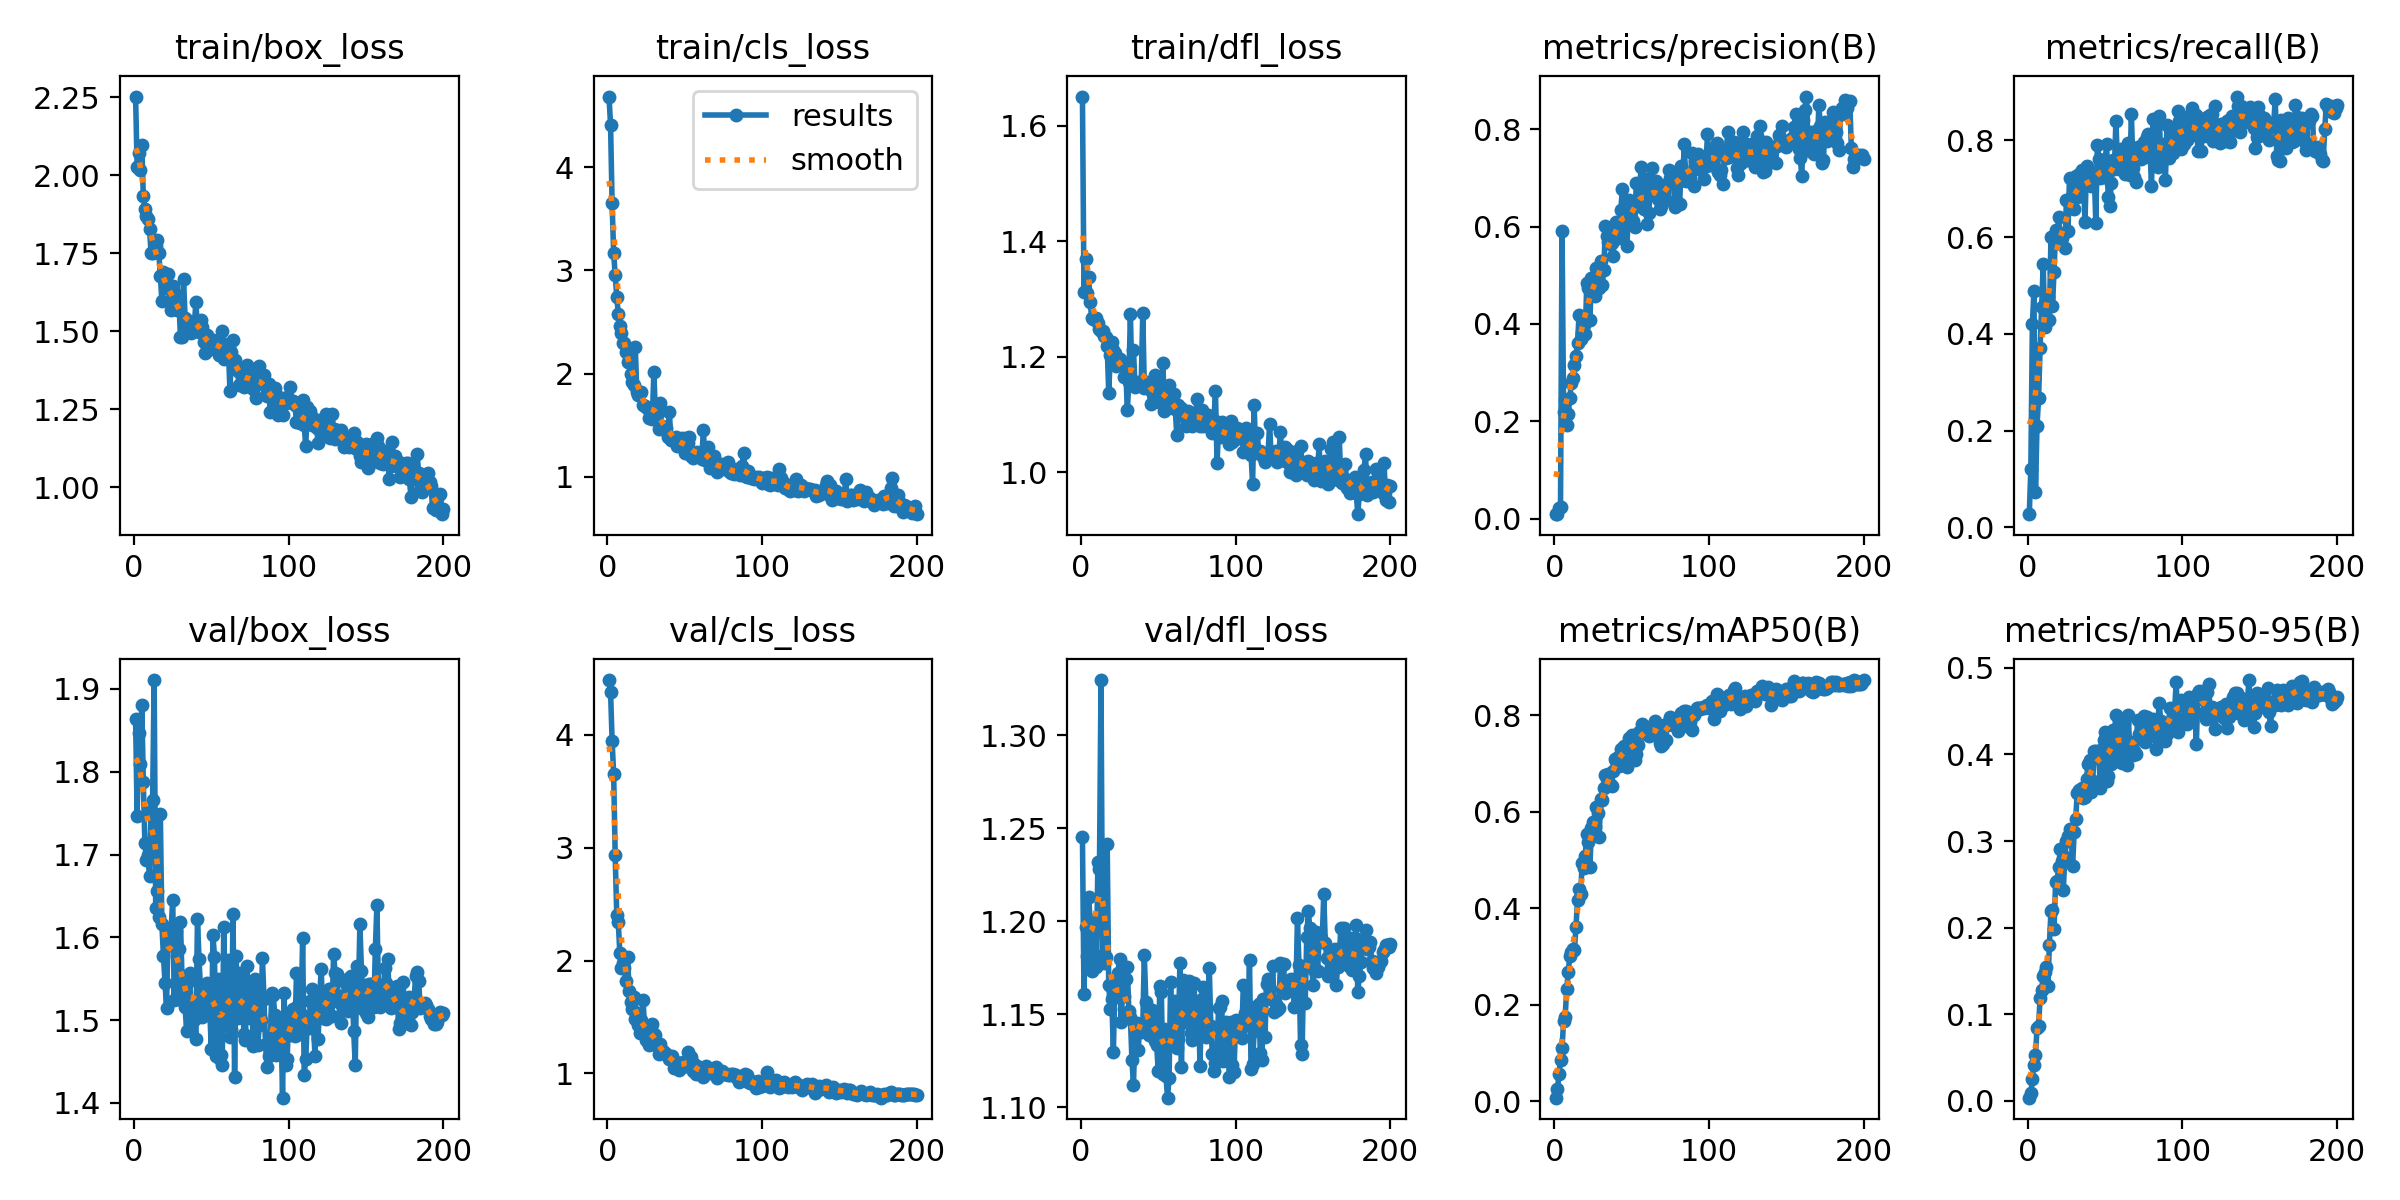 train/box_loss
2.25
2.00
1.75
1.50
1.25
1.00
0 100 200
train/cls_loss
results
smooth
4
3
2
1
0 100 200
train/dfl_loss
1.6
1.4
1.2
1.0
0 100 200
metrics/precision(B)
0.8
0.6
0.4
0.2
0.0
0 100 200
metrics/recall(B)
0.8
0.6
0.4
0.2
0.0
0 100 200
val/box_loss
1.9
1.8
1.7
1.6
1.5
1.4
0 100 200
val/cls_loss
4
3
2
1
0 100 200
val/dfl_loss
1.30
1.25
1.20
1.15
1.10
0 100 200
metrics/mAP50(B)
0.8
0.6
0.4
0.2
0.0
0 100 200
metrics/mAP50-95(B)
0.5
0.4
0.3
0.2
0.1
0.0
0 100 200